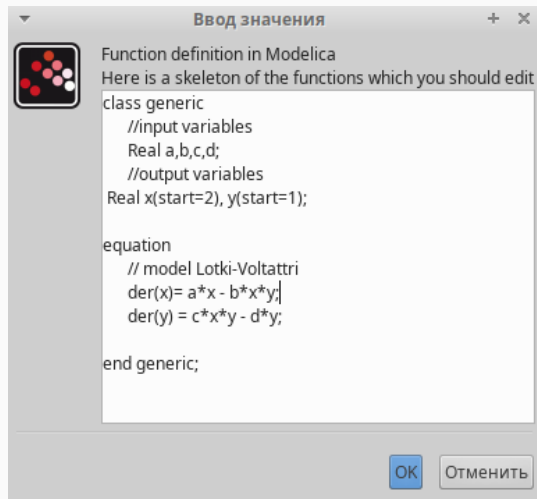 Ввод значения
Function definition in Modelica
Here is a skeleton of the functions which you should edit
class generic
//input variables
Real a,b,c,d;
//output variables
Real x(start=2), y(start=1);
equation
// model Lotki-Voltattri
der(x)= a*x - b*x*y;
der(y) = c*x*y - d*y;
end generic;
OK
Отменить